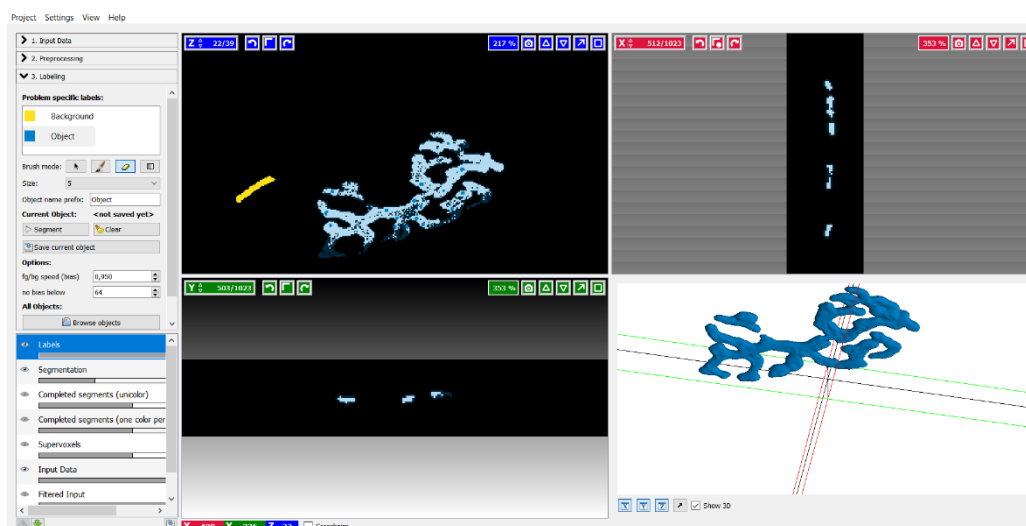 Project Settings View Help
1. Input Data
2. Preprocessing
3. Labeling
Problem specific labels:
Background
Object
Brush mode:
Size: 5
Object name prefix: Object
Current Object: <not saved yet>
Segment Clear
Save current object
Options:
fg/bg speed (bias) 0,950
no bias below 64
All Objects:
Browse objects
Labels
Segmentation
Completed segments (unicolor)
Completed segments (one color per
Supervoxels
Input Data
Filtered Input
Z 22/39 217 %
X 512/1023 353 %
Y 503/1023 353 %
Show 3D